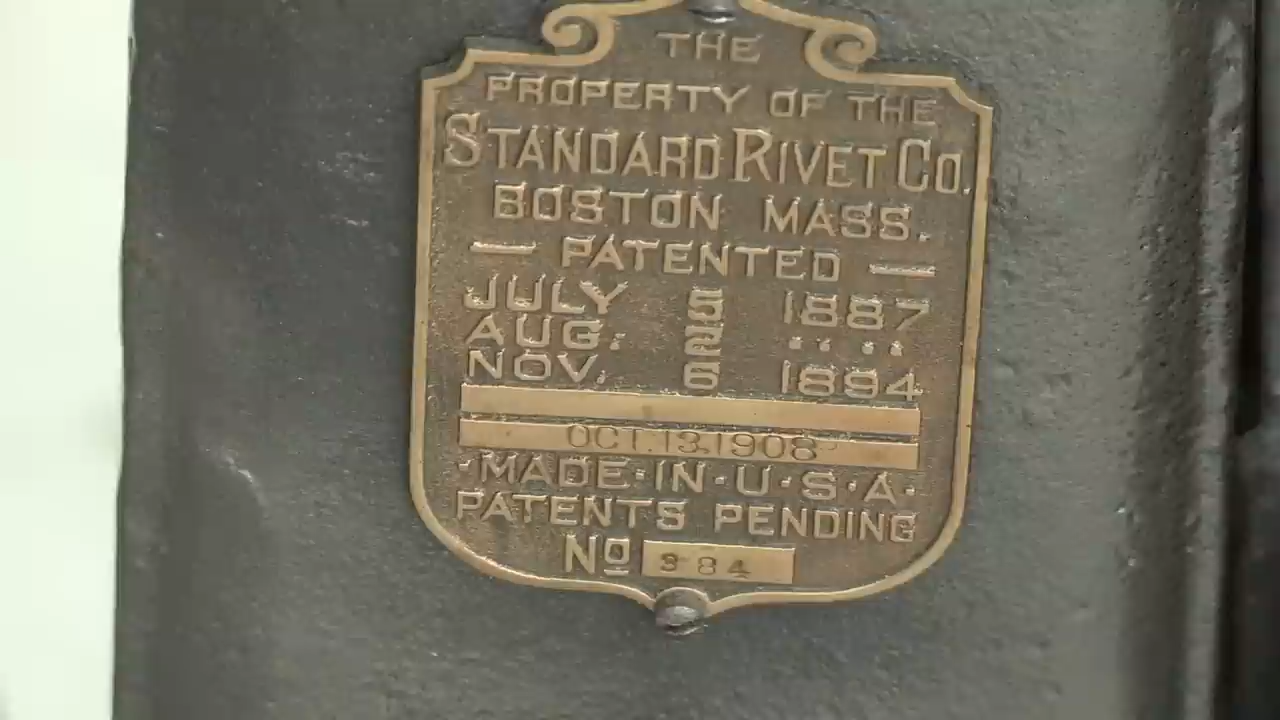 THE
PROPERTY OF THE
STANDARD RIVET CO.
BOSTON MASS.
— PATENTED —
JULY 5 1887
AUG. 2 " "
NOV. 6 1894
OCT. 13. 1908
·MADE·IN·U·S·A·
PATENTS PENDING
No 384